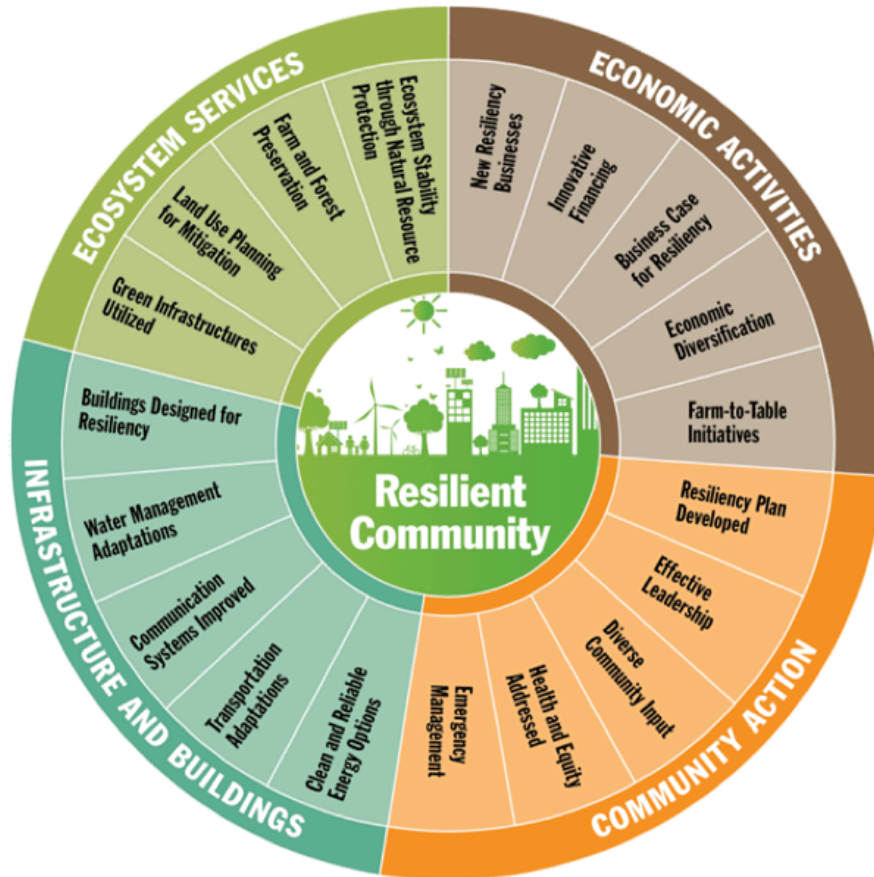 ECOSYSTEM SERVICES
Green Infrastructures
Utilized
Land Use Planning
for Mitigation
Farm and Forest
Preservation
Ecosystem Stability
through Natural Resource
Protection
ECONOMIC ACTIVITIES
New Resiliency
Businesses
Innovative
Financing
Business Case
for Resiliency
Economic
Diversification
Farm-to-Table
Initiatives
COMMUNITY ACTION
Resiliency Plan
Developed
Effective
Leadership
Diverse
Community Input
Health and Equity
Addressed
Emergency
Management
INFRASTRUCTURE AND BUILDINGS
Buildings Designed for
Resiliency
Water Management
Adaptations
Communication
Systems Improved
Transportation
Adaptations
Clean and Reliable
Energy Options
Resilient
Community